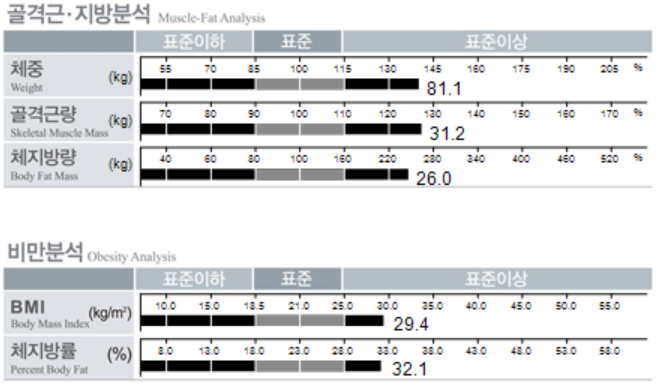 골격근·지방분석 Muscle-Fat Analysis
표준이하 표준 표준이상
체중 (kg) 55 70 85 100 115 130 145 160 175 190 205 %
Weight 81.1
골격근량 (kg) 70 80 90 100 110 120 130 140 150 160 170 %
Skeletal Muscle Mass 31.2
체지방량 (kg) 40 60 80 100 160 220 280 340 400 460 520 %
Body Fat Mass 26.0
비만분석 Obesity Analysis
표준이하 표준 표준이상
BMI (kg/m²) 10.0 15.0 18.5 21.0 25.0 30.0 35.0 40.0 45.0 50.0 55.0
Body Mass Index 29.4
체지방률 (%) 8.0 13.0 18.0 23.0 28.0 33.0 38.0 43.0 48.0 53.0 58.0
Percent Body Fat 32.1